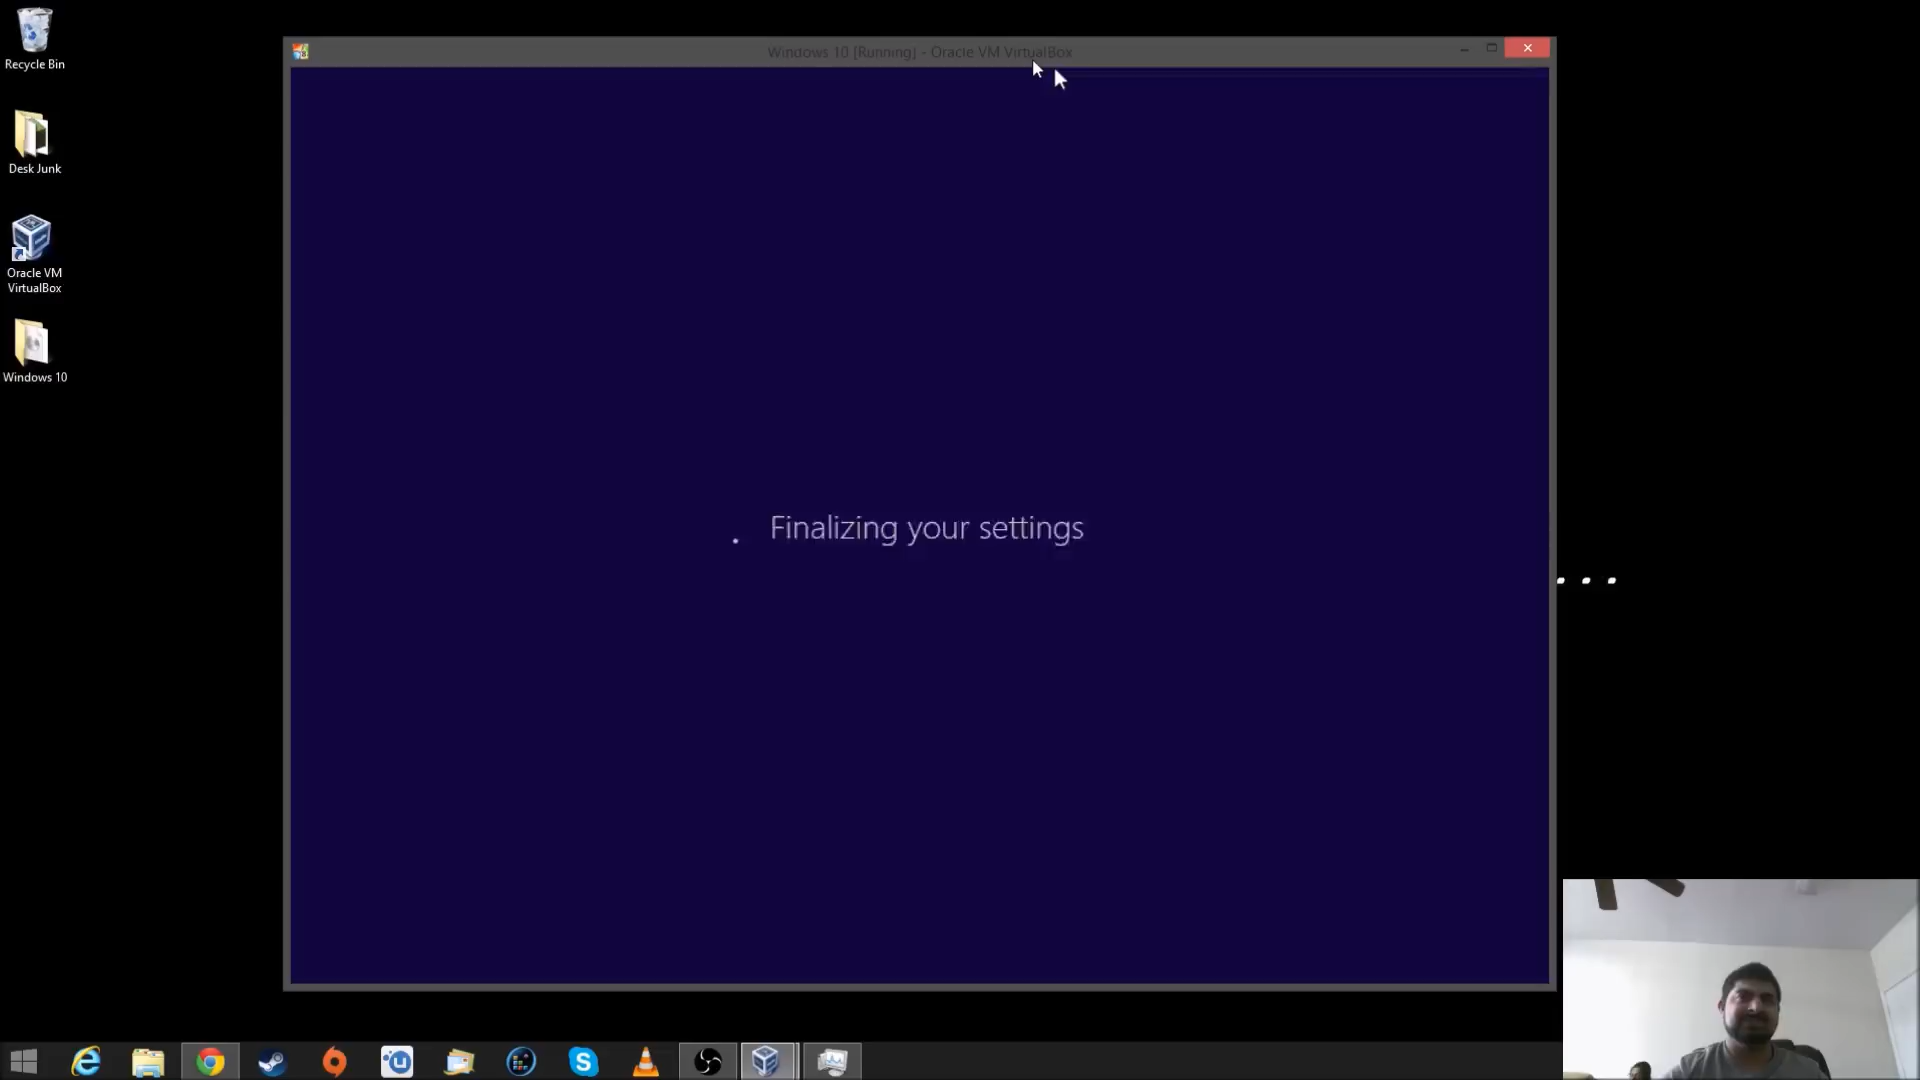 Recycle Bin
Desk Junk
Oracle VM
VirtualBox
Windows 10
Windows 10 [Running] - Oracle VM VirtualBox
Finalizing your settings
...